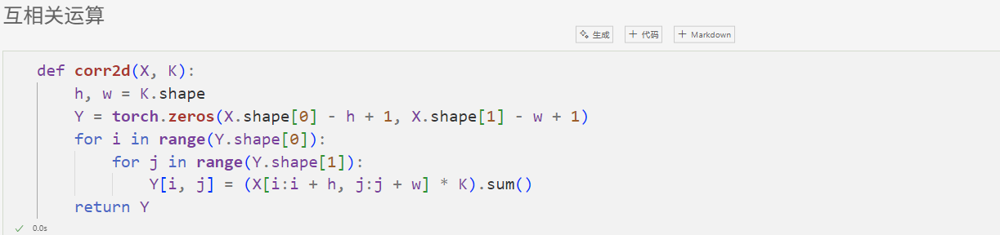 互相关运算
生成
+ 代码
+ Markdown
def corr2d(X, K):
    h, w = K.shape
    Y = torch.zeros(X.shape[0] - h + 1, X.shape[1] - w + 1)
    for i in range(Y.shape[0]):
        for j in range(Y.shape[1]):
            Y[i, j] = (X[i:i + h, j:j + w] * K).sum()
    return Y
0.0s